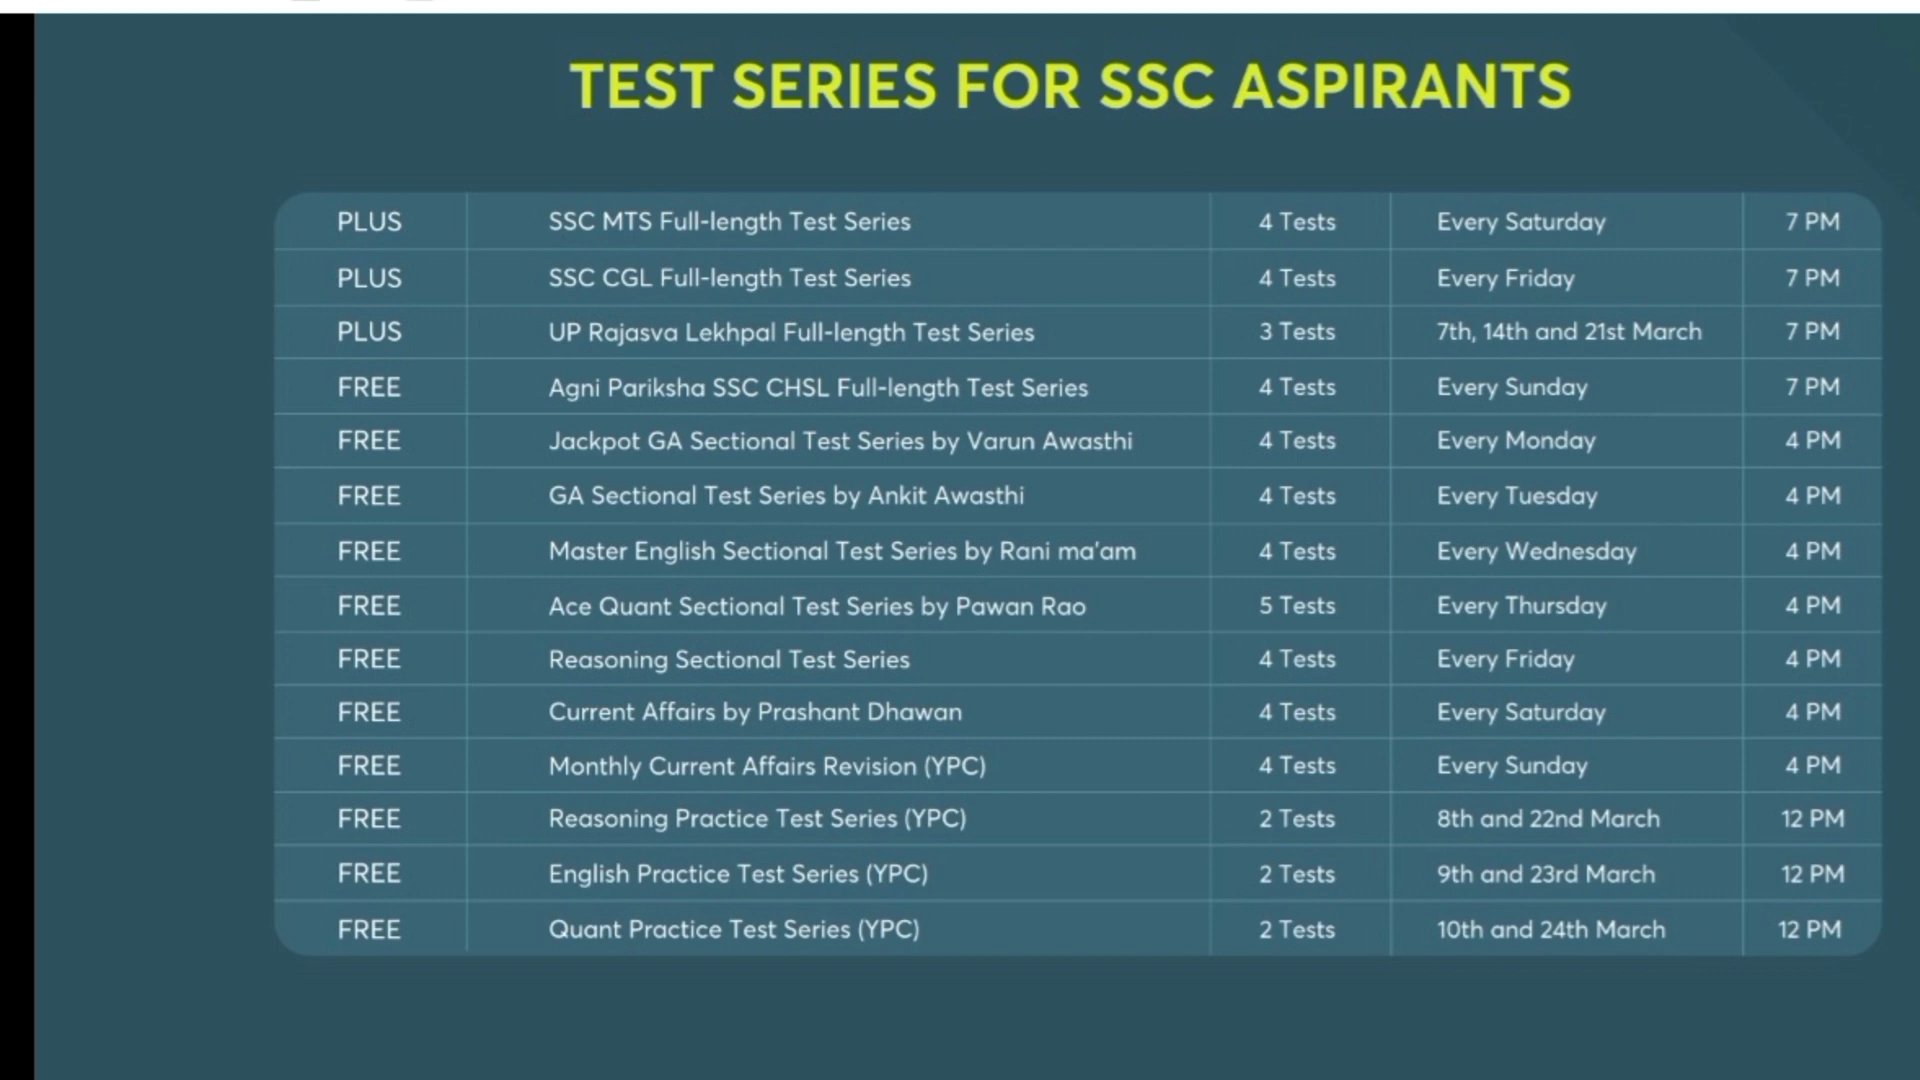 TEST SERIES FOR SSC ASPIRANTS
PLUS SSC MTS Full-length Test Series 4 Tests Every Saturday 7 PM
PLUS SSC CGL Full-length Test Series 4 Tests Every Friday 7 PM
PLUS UP Rajasva Lekhpal Full-length Test Series 3 Tests 7th, 14th and 21st March 7 PM
FREE Agni Pariksha SSC CHSL Full-length Test Series 4 Tests Every Sunday 7 PM
FREE Jackpot GA Sectional Test Series by Varun Awasthi 4 Tests Every Monday 4 PM
FREE GA Sectional Test Series by Ankit Awasthi 4 Tests Every Tuesday 4 PM
FREE Master English Sectional Test Series by Rani ma'am 4 Tests Every Wednesday 4 PM
FREE Ace Quant Sectional Test Series by Pawan Rao 5 Tests Every Thursday 4 PM
FREE Reasoning Sectional Test Series 4 Tests Every Friday 4 PM
FREE Current Affairs by Prashant Dhawan 4 Tests Every Saturday 4 PM
FREE Monthly Current Affairs Revision (YPC) 4 Tests Every Sunday 4 PM
FREE Reasoning Practice Test Series (YPC) 2 Tests 8th and 22nd March 12 PM
FREE English Practice Test Series (YPC) 2 Tests 9th and 23rd March 12 PM
FREE Quant Practice Test Series (YPC) 2 Tests 10th and 24th March 12 PM